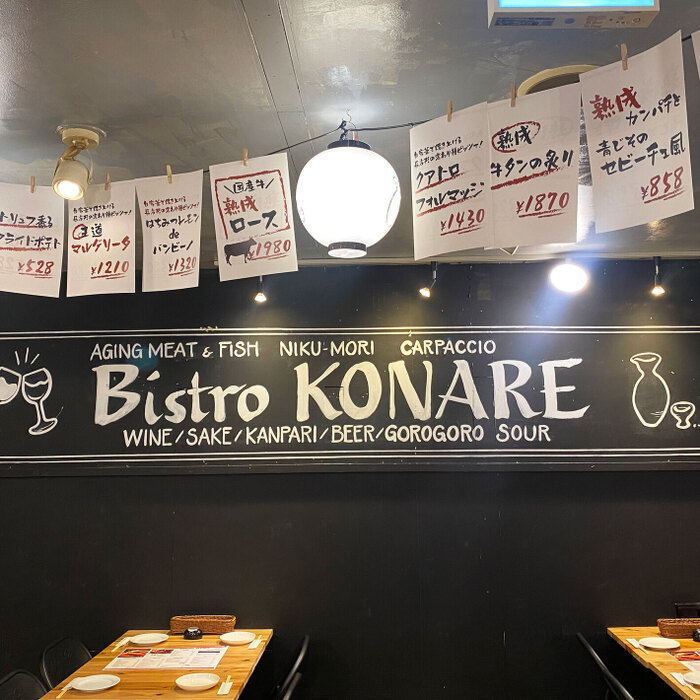 トリュフ香る
フライドポテト
¥528
王道
マルゲリータ
¥1210
はちみつレモン
de
バンビーノ
¥1320
国産牛
熟成
ロース
¥1980
クアトロ
フォルマッジ
¥1430
熟成
牛タンの炙り
¥1870
熟成
カンパチと
青じその
セビーチェ風
¥858
AGING MEAT & FISH NIKU-MORI CARPACCIO
Bistro KONARE
WINE/SAKE/KANPARI/BEER/GOROGORO SOUR